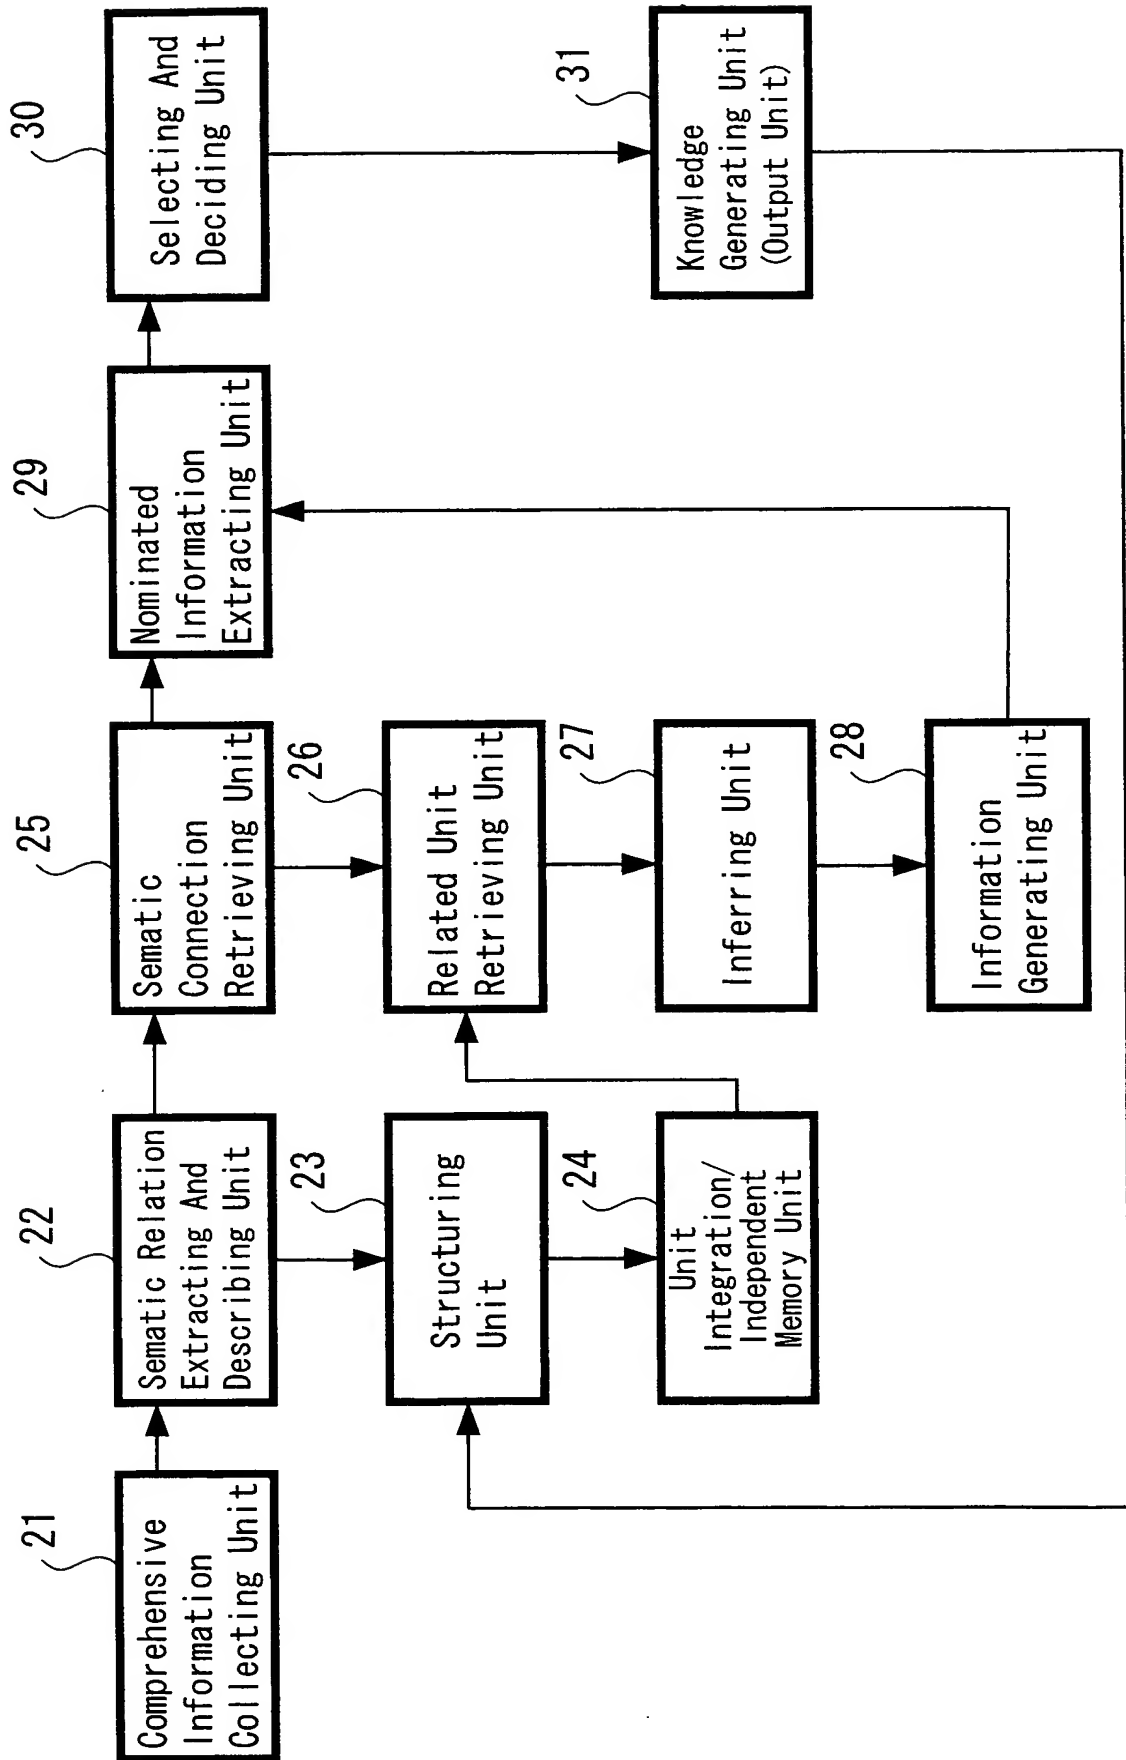 21
Comprehensive
Information
Collecting Unit
22
Sematic Relation
Extracting And
Describing Unit
23
Structuring
Unit
24
Unit
Integration/
Independent
Memory Unit
25
Sematic
Connection
Retrieving Unit
26
Related Unit
Retrieving Unit
27
Inferring Unit
28
Information
Generating Unit
29
Nominated
Information
Extracting Unit
30
Selecting And
Deciding Unit
31
Knowledge
Generating Unit
(Output Unit)